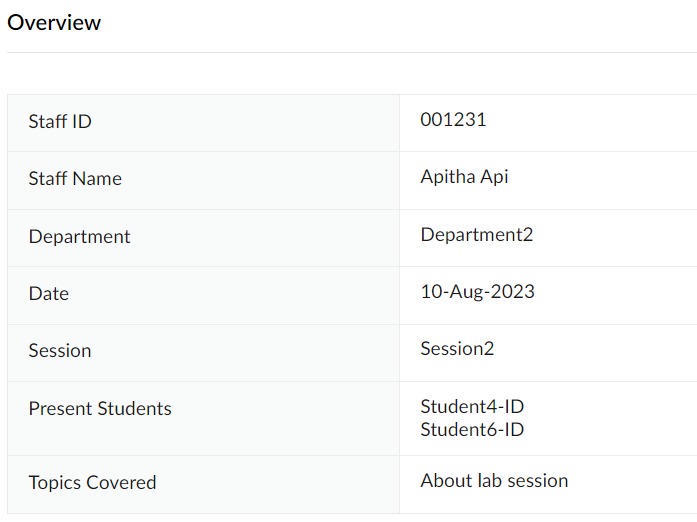 Overview
Staff ID 001231
Staff Name Apitha Api
Department Department2
Date 10-Aug-2023
Session Session2
Present Students Student4-ID
Student6-ID
Topics Covered About lab session